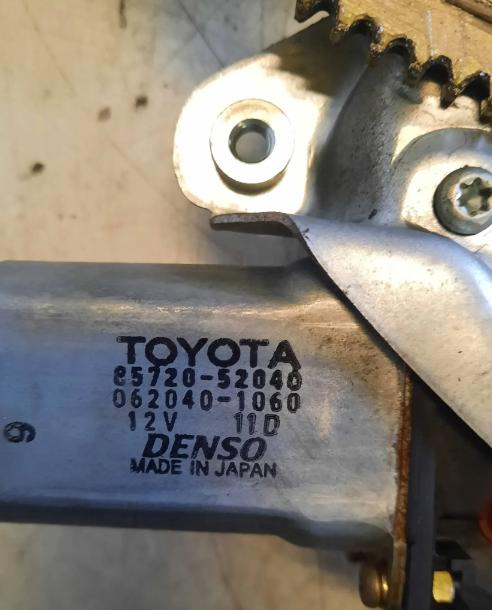 TOYOTA
85720-52040
062040-1060
12V 11D
DENSO
MADE IN JAPAN